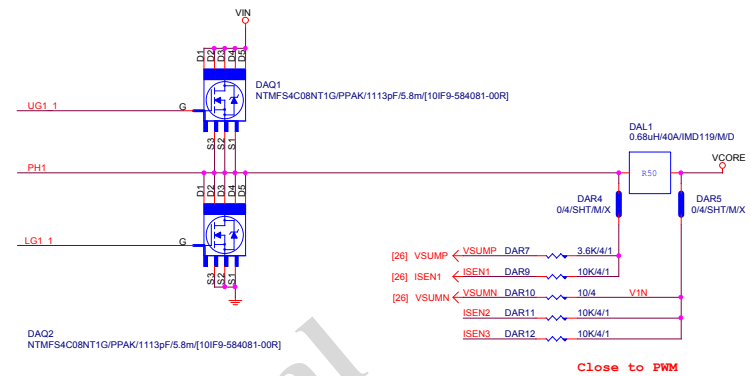 VIN
D1 D2 D3 D4 D5
DAQ1
NTMFS4C08NT1G/PPAK/1113pF/5.8m/[10IF9-584081-00R]
UG1_1
G
S3 S2 S1
DAL1
0.68uH/40A/IMD119/M/D
VCORE
PH1
R50
D1 D2 D3 D4 D5
DAR4
0/4/SHT/M/X
DAR5
0/4/SHT/M/X
LG1_1
G
S3 S2 S1
[26] VSUMP VSUMP DAR7 3.6K/4/1
[26] ISEN1 ISEN1 DAR9 10K/4/1
[26] VSUMN VSUMN DAR10 10/4 V1N
ISEN2 DAR11 10K/4/1
ISEN3 DAR12 10K/4/1
DAQ2
NTMFS4C08NT1G/PPAK/1113pF/5.8m/[10IF9-584081-00R]
Close to PWM